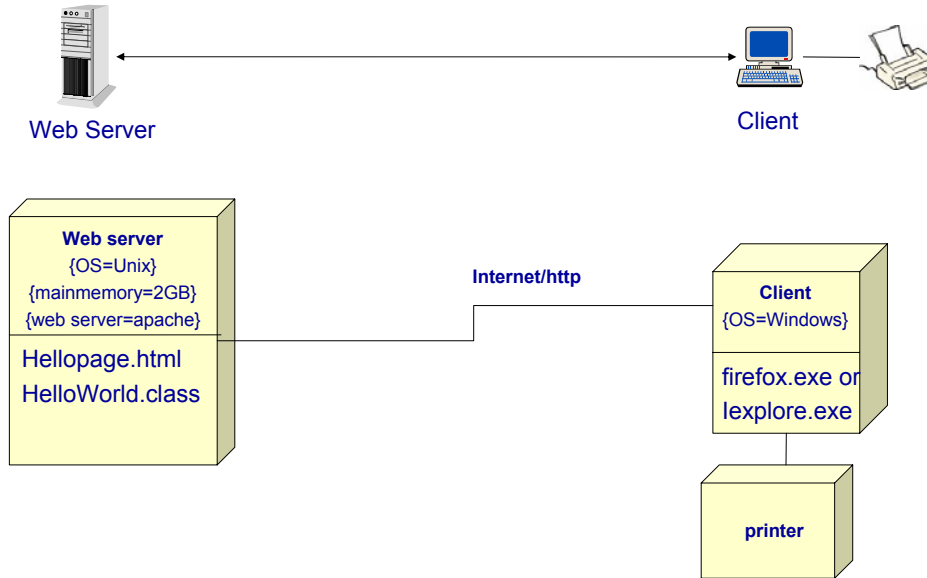 Web Server
Client
Web server
{OS=Unix}
{mainmemory=2GB}
{web server=apache}
Hellopage.html
HelloWorld.class
Internet/http
Client
{OS=Windows}
firefox.exe or
Iexplore.exe
printer